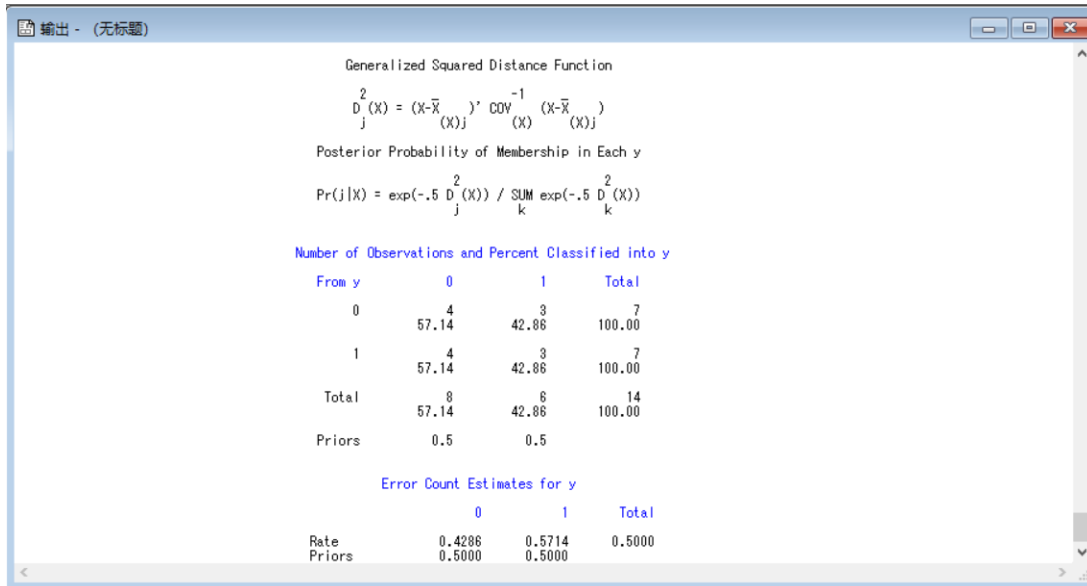 输出 - (无标题)
Generalized Squared Distance Function
2 -1
D (X) = (X-X̅ )' COV (X-X̅ )
j (X)j (X) (X)j
Posterior Probability of Membership in Each y
2 2
Pr(j|X) = exp(-.5 D (X)) / SUM exp(-.5 D (X))
j k k
Number of Observations and Percent Classified into y
From y 0 1 Total
0 4 3 7
57.14 42.86 100.00
1 4 3 7
57.14 42.86 100.00
Total 8 6 14
57.14 42.86 100.00
Priors 0.5 0.5
Error Count Estimates for y
0 1 Total
Rate 0.4286 0.5714 0.5000
Priors 0.5000 0.5000